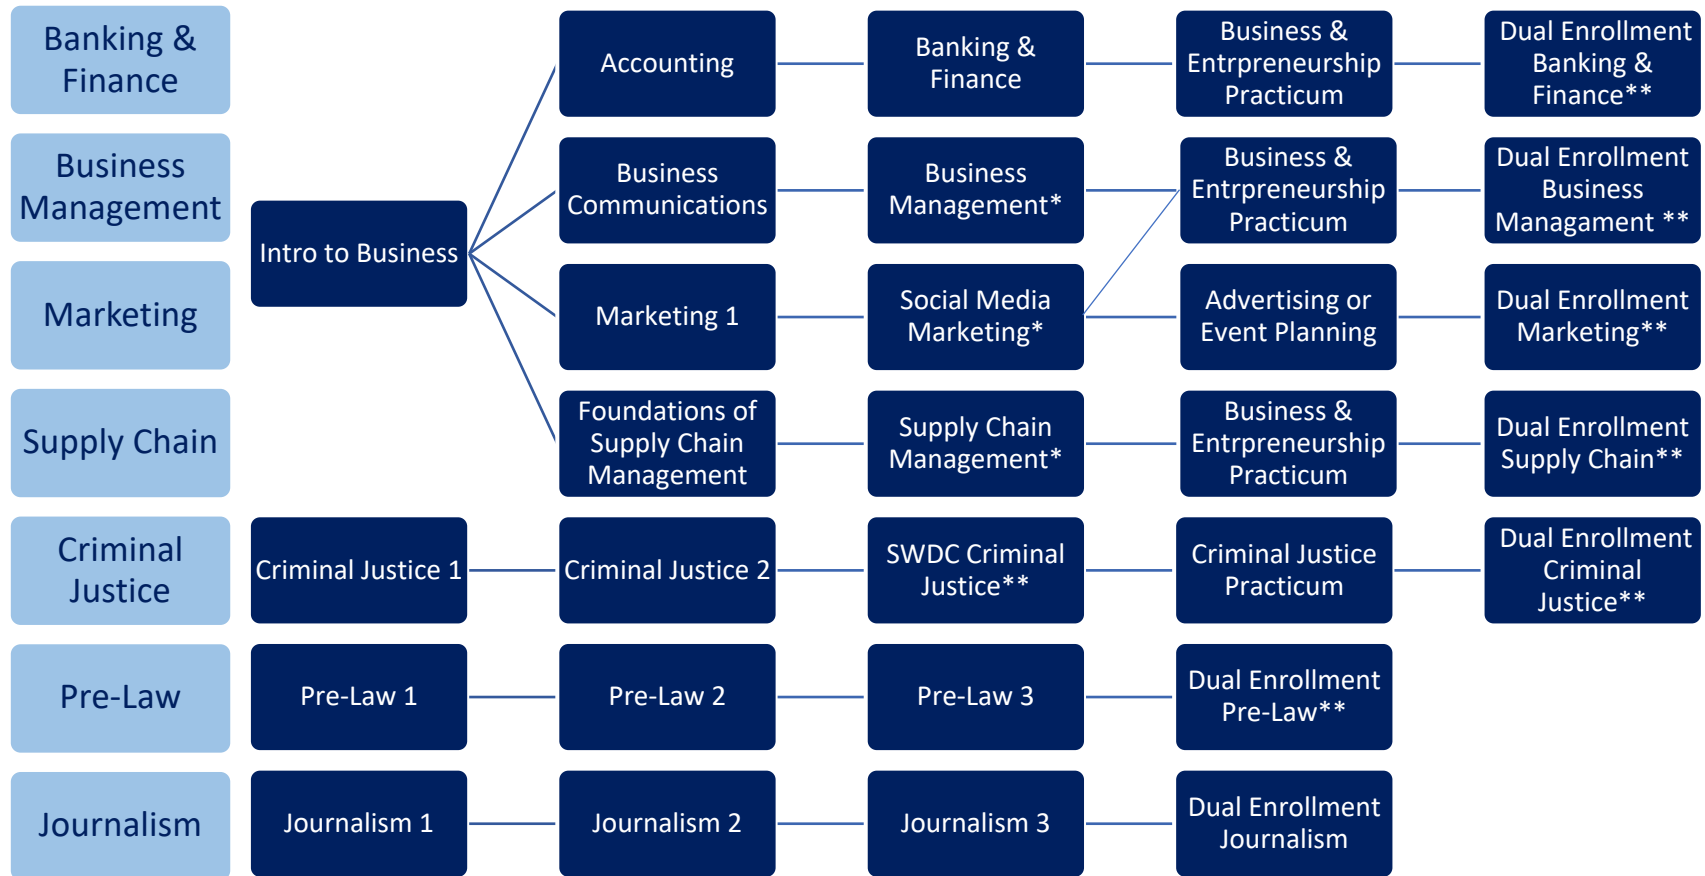 Banking &
Finance
Accounting
Banking &
Finance
Business &
Entrpreneurship
Practicum
Dual Enrollment
Banking &
Finance**
Business
Management
Intro to Business
Business
Communications
Business
Management*
Business &
Entrpreneurship
Practicum
Dual Enrollment
Business
Managament **
Marketing
Marketing 1
Social Media
Marketing*
Advertising or
Event Planning
Dual Enrollment
Marketing**
Supply Chain
Foundations of
Supply Chain
Management
Supply Chain
Management*
Business &
Entrpreneurship
Practicum
Dual Enrollment
Supply Chain**
Criminal
Justice
Criminal Justice 1
Criminal Justice 2
SWDC Criminal
Justice**
Criminal Justice
Practicum
Dual Enrollment
Criminal
Justice**
Pre-Law
Pre-Law 1
Pre-Law 2
Pre-Law 3
Dual Enrollment
Pre-Law**
Journalism
Journalism 1
Journalism 2
Journalism 3
Dual Enrollment
Journalism